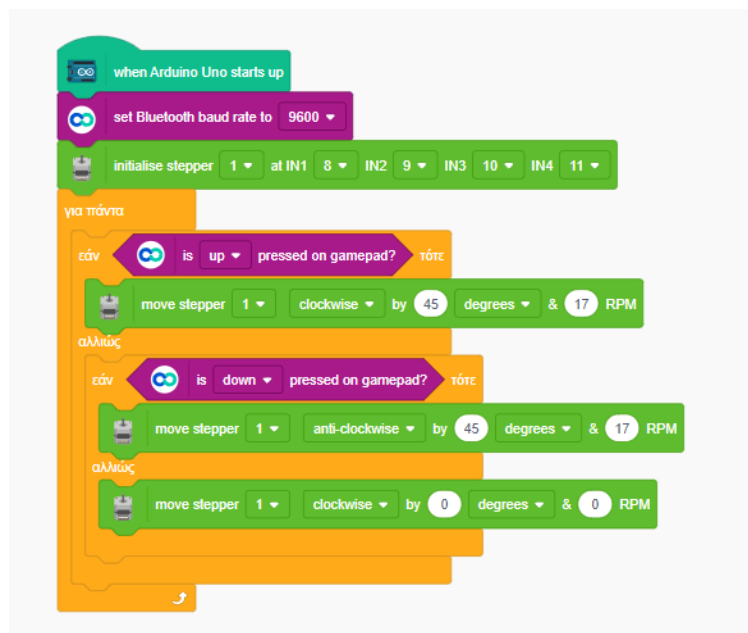 when Arduino Uno starts up
set Bluetooth baud rate to 9600
initialise stepper 1 at IN1 8 IN2 9 IN3 10 IN4 11
για πάντα
εάν is up pressed on gamepad? τότε
move stepper 1 clockwise by 45 degrees & 17 RPM
αλλιώς
εάν is down pressed on gamepad? τότε
move stepper 1 anti-clockwise by 45 degrees & 17 RPM
αλλιώς
move stepper 1 clockwise by 0 degrees & 0 RPM